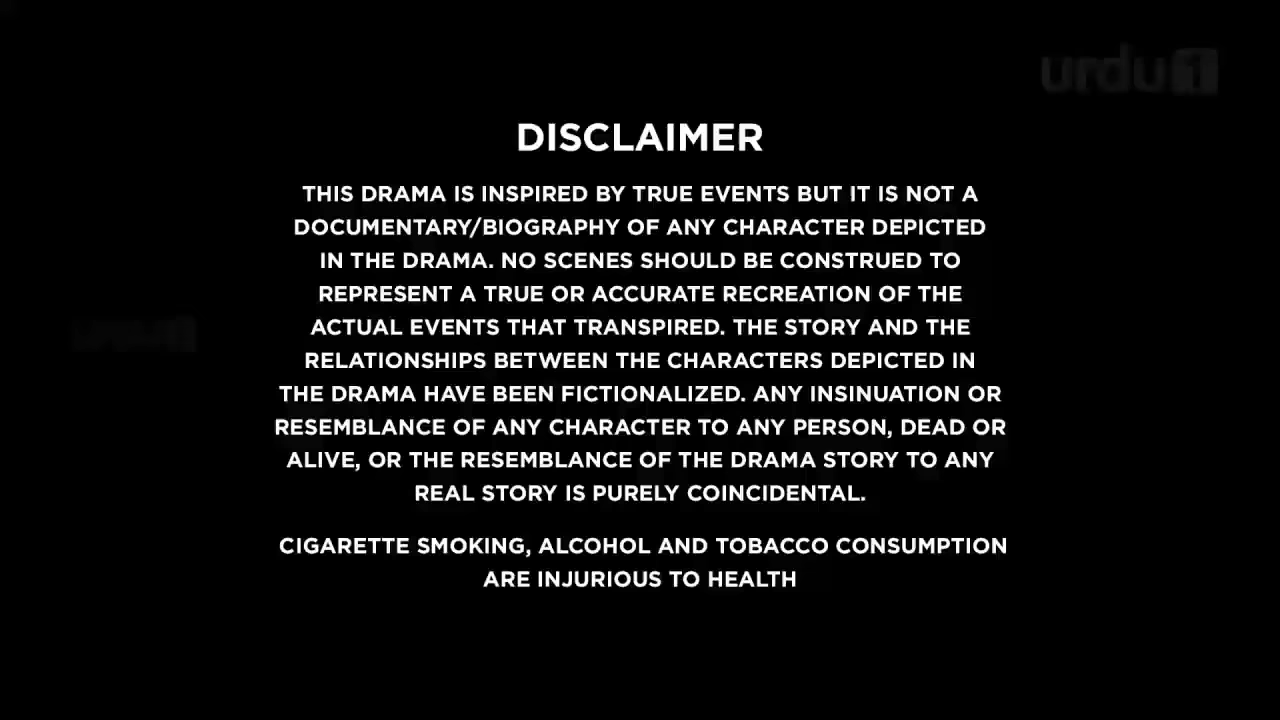 urdu1
DISCLAIMER
THIS DRAMA IS INSPIRED BY TRUE EVENTS BUT IT IS NOT A
DOCUMENTARY/BIOGRAPHY OF ANY CHARACTER DEPICTED
IN THE DRAMA. NO SCENES SHOULD BE CONSTRUED TO
REPRESENT A TRUE OR ACCURATE RECREATION OF THE
ACTUAL EVENTS THAT TRANSPIRED. THE STORY AND THE
RELATIONSHIPS BETWEEN THE CHARACTERS DEPICTED IN
THE DRAMA HAVE BEEN FICTIONALIZED. ANY INSINUATION OR
RESEMBLANCE OF ANY CHARACTER TO ANY PERSON, DEAD OR
ALIVE, OR THE RESEMBLANCE OF THE DRAMA STORY TO ANY
REAL STORY IS PURELY COINCIDENTAL.
CIGARETTE SMOKING, ALCOHOL AND TOBACCO CONSUMPTION
ARE INJURIOUS TO HEALTH